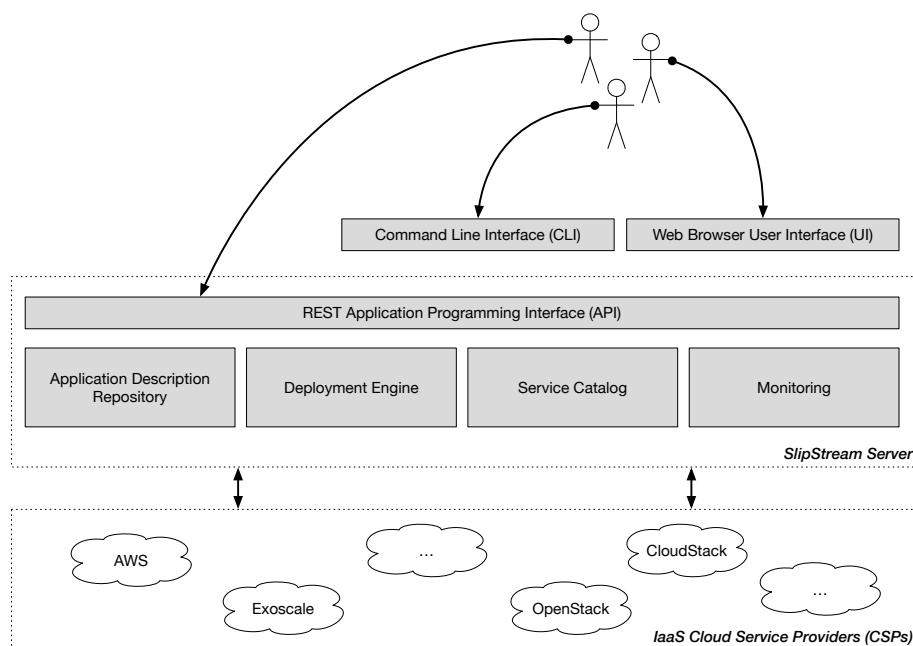 Command Line Interface (CLI)
Web Browser User Interface (UI)
REST Application Programming Interface (API)
Application Description
Repository
Deployment Engine
Service Catalog
Monitoring
SlipStream Server
AWS
...
CloudStack
Exoscale
OpenStack
...
IaaS Cloud Service Providers (CSPs)